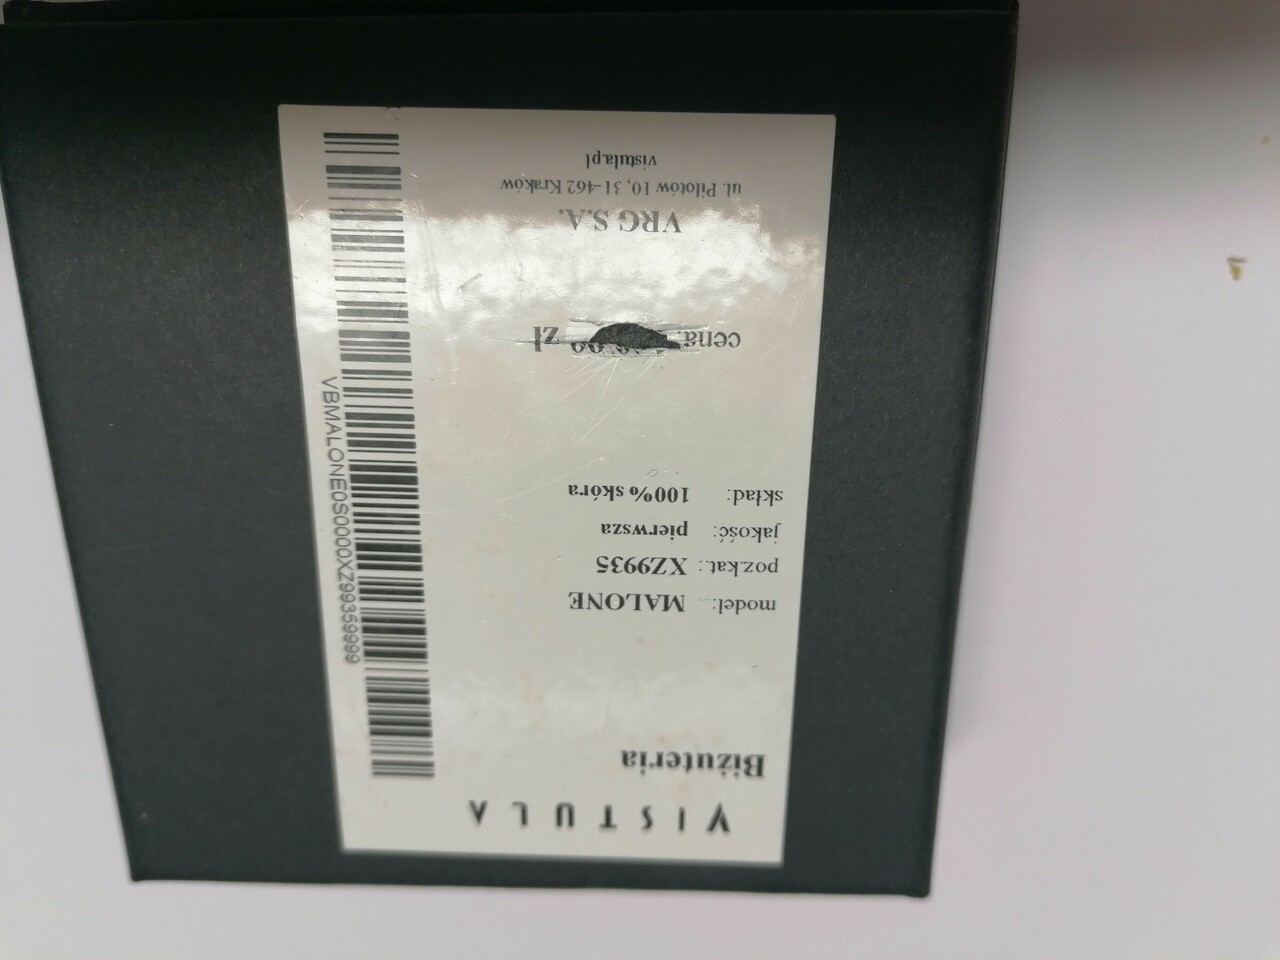 VISTULA
Biżuteria
model: MALONE
poz.kat.: XZ9935
jakość: pierwsza
skład: 100% skóra
cena: zł
VRG S.A.
ul. Pilotów 10, 31-462 Kraków
vistula.pl
VBMALONE0S0000XZ99359999